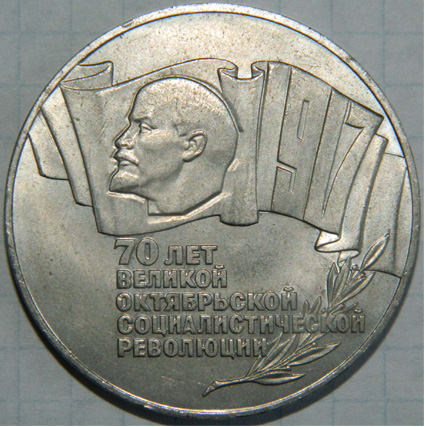 1917
70 ЛЕТ
ВЕЛИКОЙ
ОКТЯБРЬСКОЙ
СОЦИАЛИСТИЧЕСКОЙ
РЕВОЛЮЦИИ